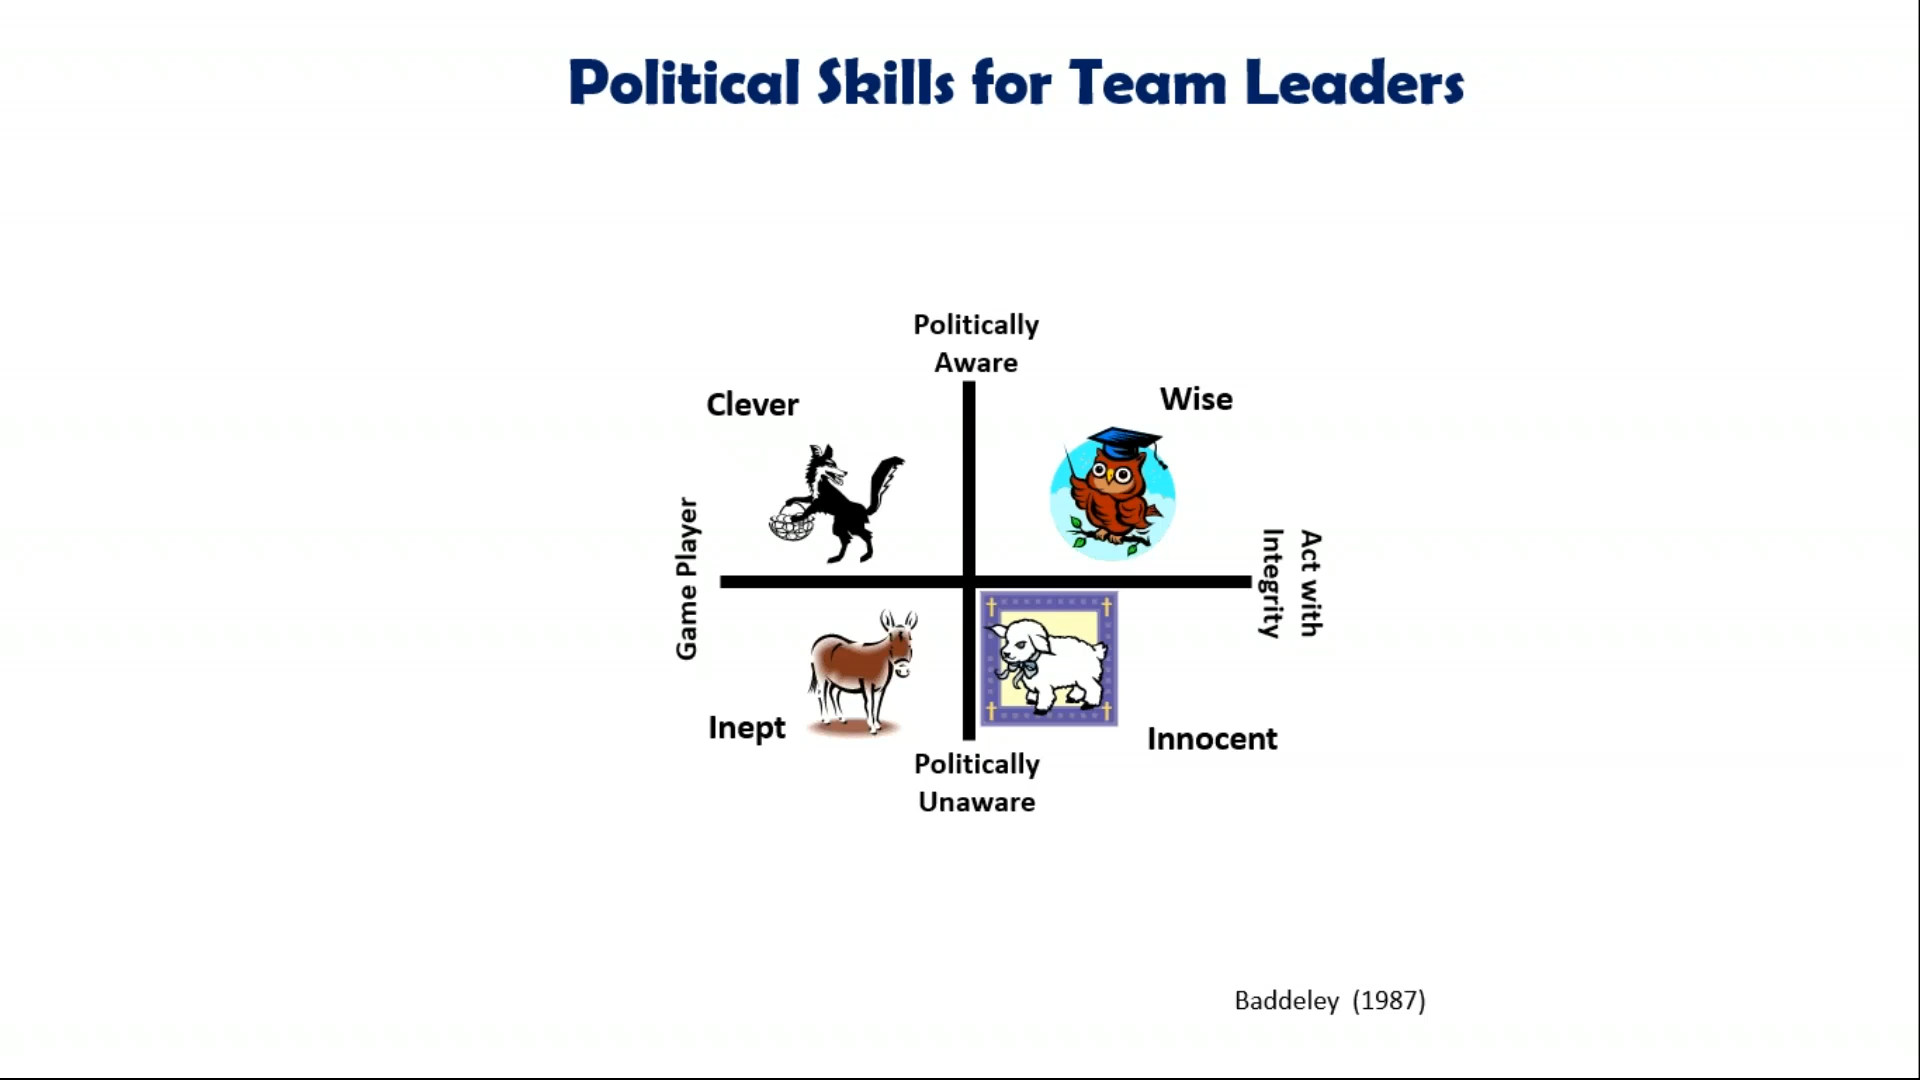 Political Skills for Team Leaders
Politically
Aware
Clever
Wise
Game Player
Act with
Integrity
Inept
Innocent
Politically
Unaware
Baddeley (1987)